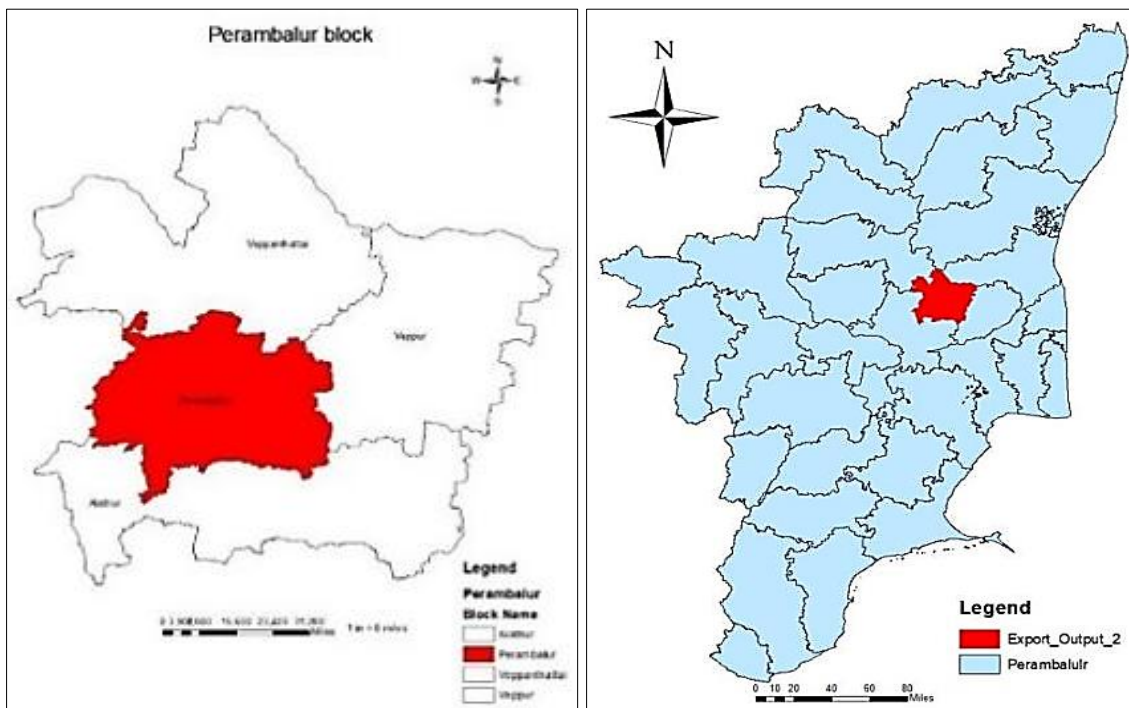 Perambalur block
N
W E
S
Veppanthattai
Veppur
Alathur
Legend
Perambalur
Block Name
Alathur
Perambalur
Veppanthattai
Veppur
Miles
N
Legend
Export_Output_2
Perambalulr
0 10 20 40 60 80
Miles